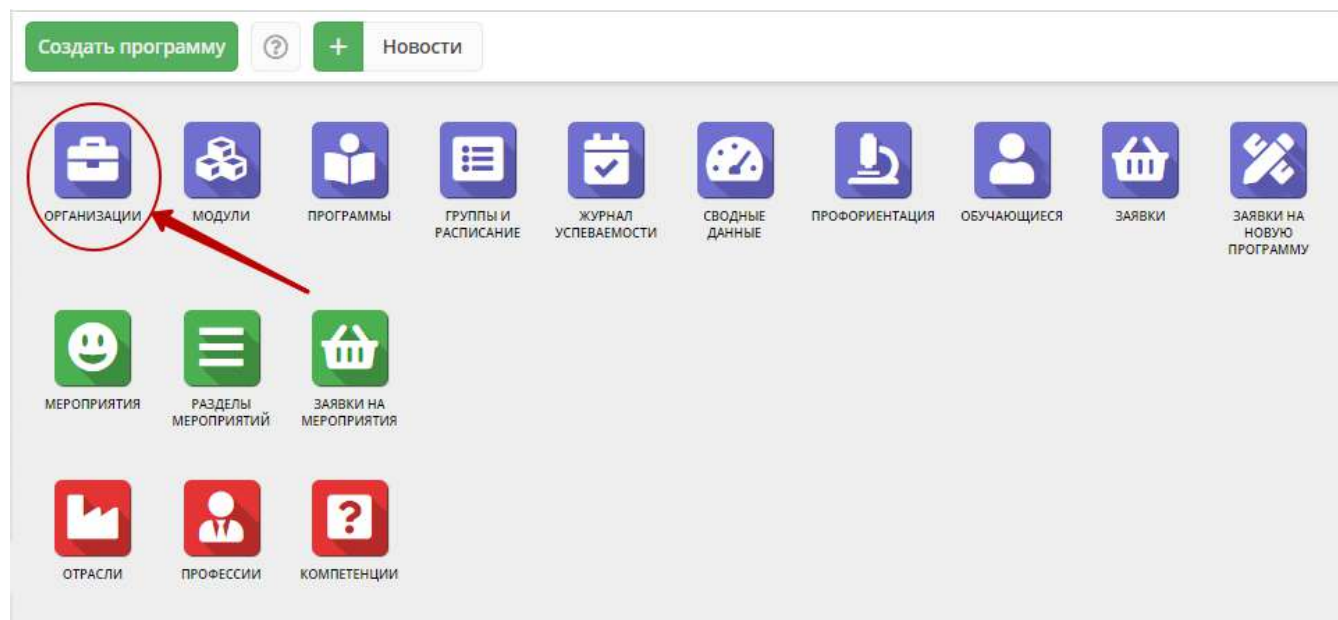 Создать программу
?
+ Новости
ОРГАНИЗАЦИИ
МОДУЛИ
ПРОГРАММЫ
ГРУППЫ И
РАСПИСАНИЕ
ЖУРНАЛ
УСПЕВАЕМОСТИ
СВОДНЫЕ
ДАННЫЕ
ПРОФОРИЕНТАЦИЯ
ОБУЧАЮЩИЕСЯ
ЗАЯВКИ
ЗАЯВКИ НА
НОВУЮ
ПРОГРАММУ
МЕРОПРИЯТИЯ
РАЗДЕЛЫ
МЕРОПРИЯТИЙ
ЗАЯВКИ НА
МЕРОПРИЯТИЯ
ОТРАСЛИ
ПРОФЕССИИ
?
КОМПЕТЕНЦИИ